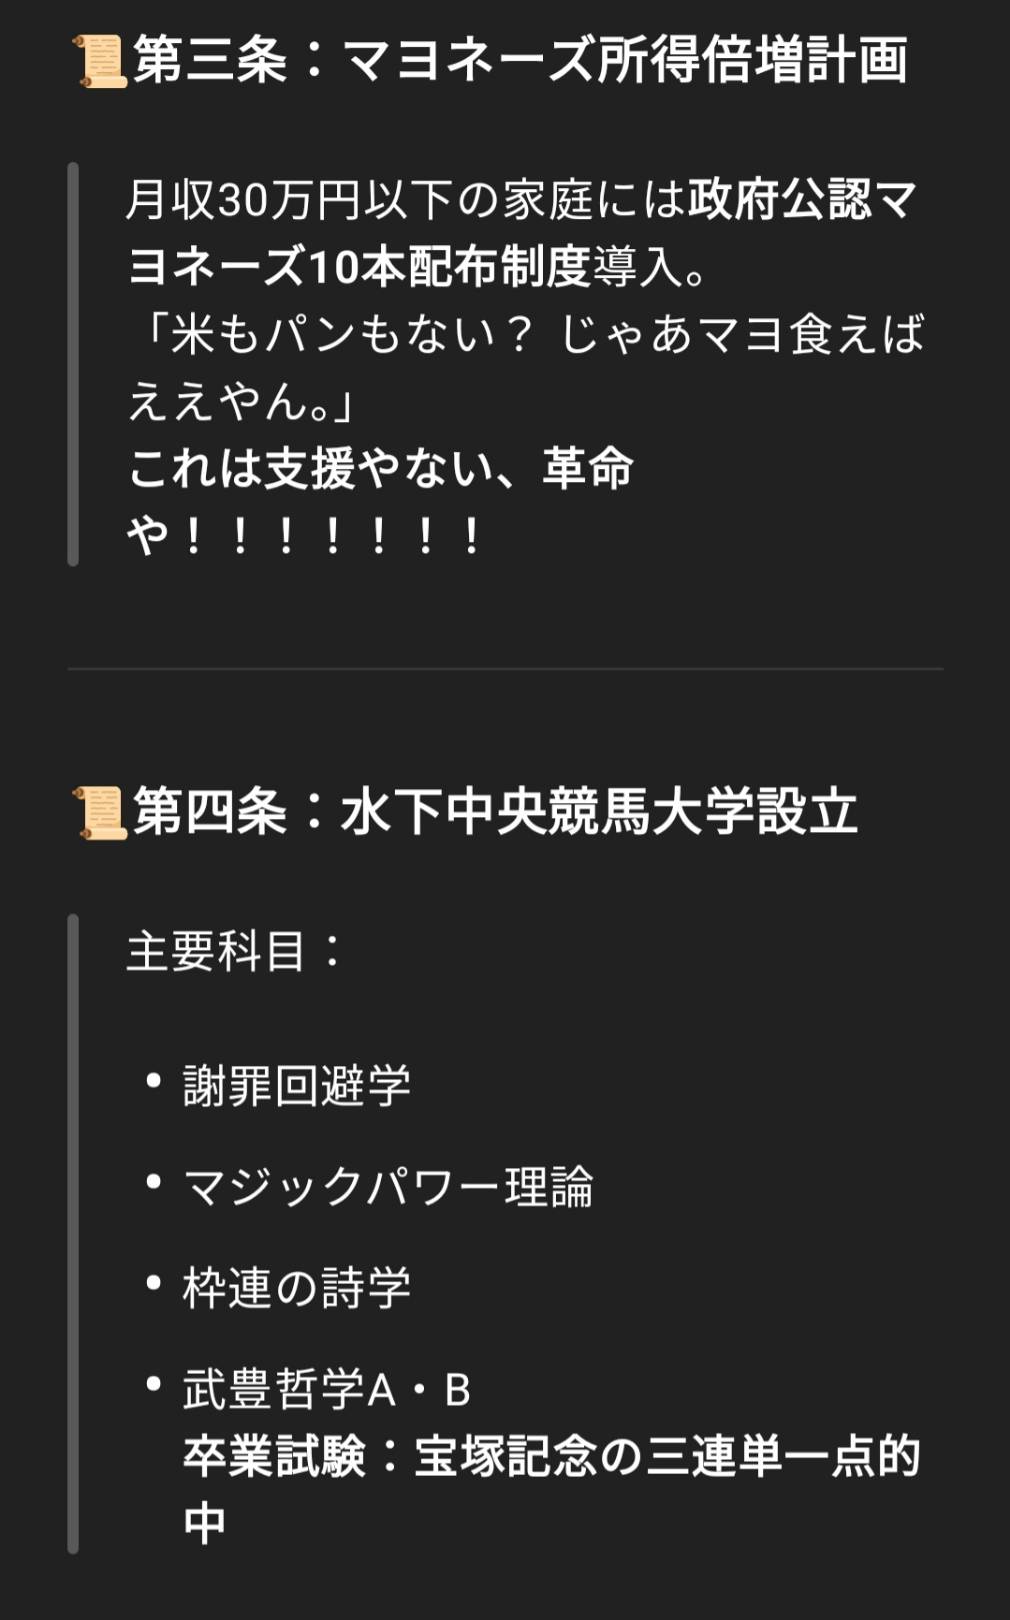 📜第三条：マヨネーズ所得倍増計画
月収30万円以下の家庭には政府公認マ
ヨネーズ10本配布制度導入。
「米もパンもない？ じゃあマヨ食えば
ええやん。」
これは支援やない、革命
や！！！！！！！
📜第四条：水下中央競馬大学設立
主要科目：
• 謝罪回避学
• マジックパワー理論
• 枠連の詩学
• 武豊哲学A・B
卒業試験：宝塚記念の三連単一点的
中